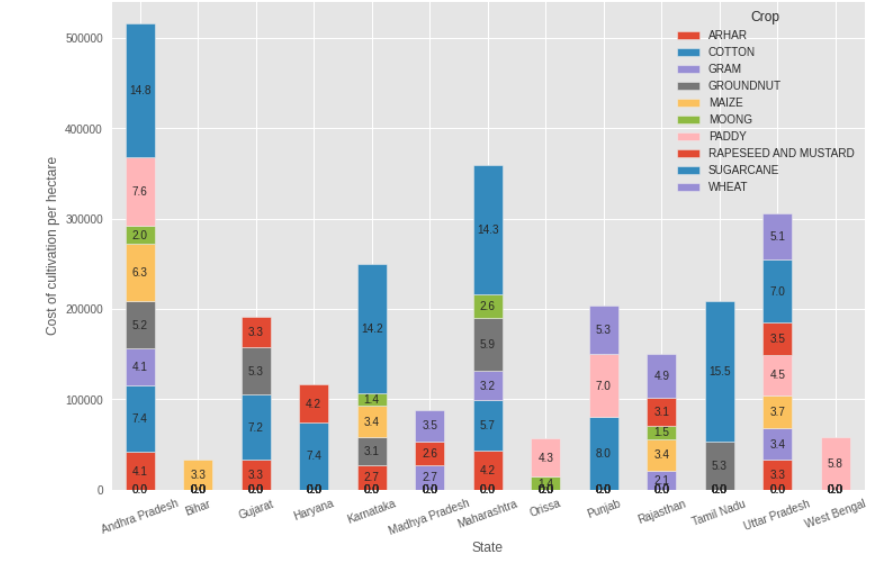 Crop
ARHAR
COTTON
GRAM
GROUNDNUT
MAIZE
MOONG
PADDY
RAPESEED AND MUSTARD
SUGARCANE
WHEAT
Cost of cultivation per hectare
500000
400000
300000
200000
100000
0
14.8
7.6
2.0
6.3
5.2
4.1
7.4
4.1
0.0
3.3
0.0
3.3
5.3
7.2
3.3
0.0
4.2
7.4
0.0
14.2
1.4
3.4
3.1
2.7
0.0
3.5
2.6
2.7
0.0
14.3
2.6
5.9
3.2
5.7
4.2
0.0
4.3
1.4
0.0
5.3
7.0
8.0
0.0
4.9
3.1
1.5
3.4
2.1
0.0
15.5
5.3
0.0
5.1
7.0
3.5
4.5
3.7
3.4
3.3
0.0
5.8
0.0
Andhra Pradesh
Bihar
Gujarat
Haryana
Karnataka
Madhya Pradesh
Maharashtra
Orissa
Punjab
Rajasthan
Tamil Nadu
Uttar Pradesh
West Bengal
State